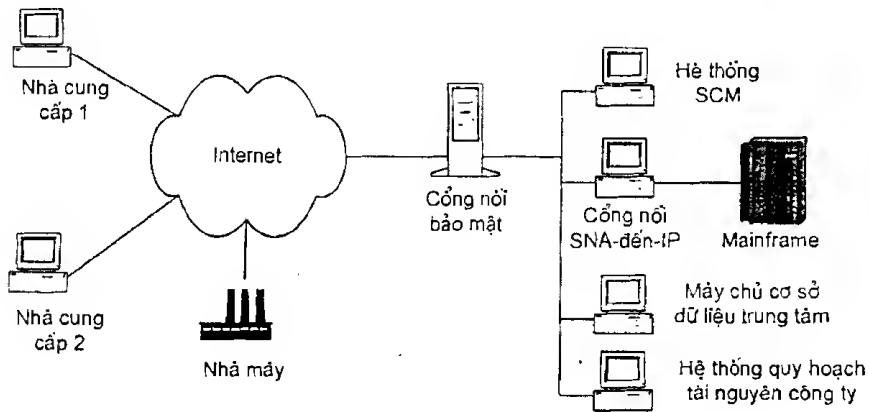 Nhà cung
cấp 1
Internet
Nhà cung
cấp 2
Nhà máy
Cổng nối
bảo mật
Hệ thống
SCM
Cổng nối
SNA-đến-IP
Mainframe
Máy chủ cơ sở
dữ liệu trung tâm
Hệ thống quy hoạch
tài nguyên công ty